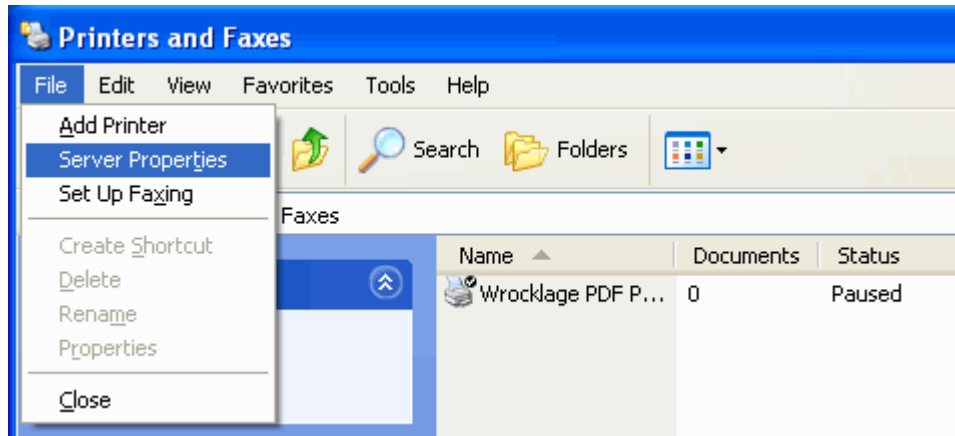 Printers and Faxes
File Edit View Favorites Tools Help
Add Printer
Server Properties
Set Up Faxing
Create Shortcut
Delete
Rename
Properties
Close
Search Folders
Faxes
Name Documents Status
Wrocklage PDF P... 0 Paused